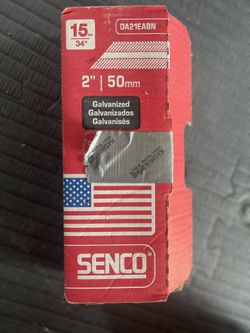 15GA
34°
DA21EABN
2" | 50mm
Galvanized
Galvanizados
Galvanisés
SENCO®